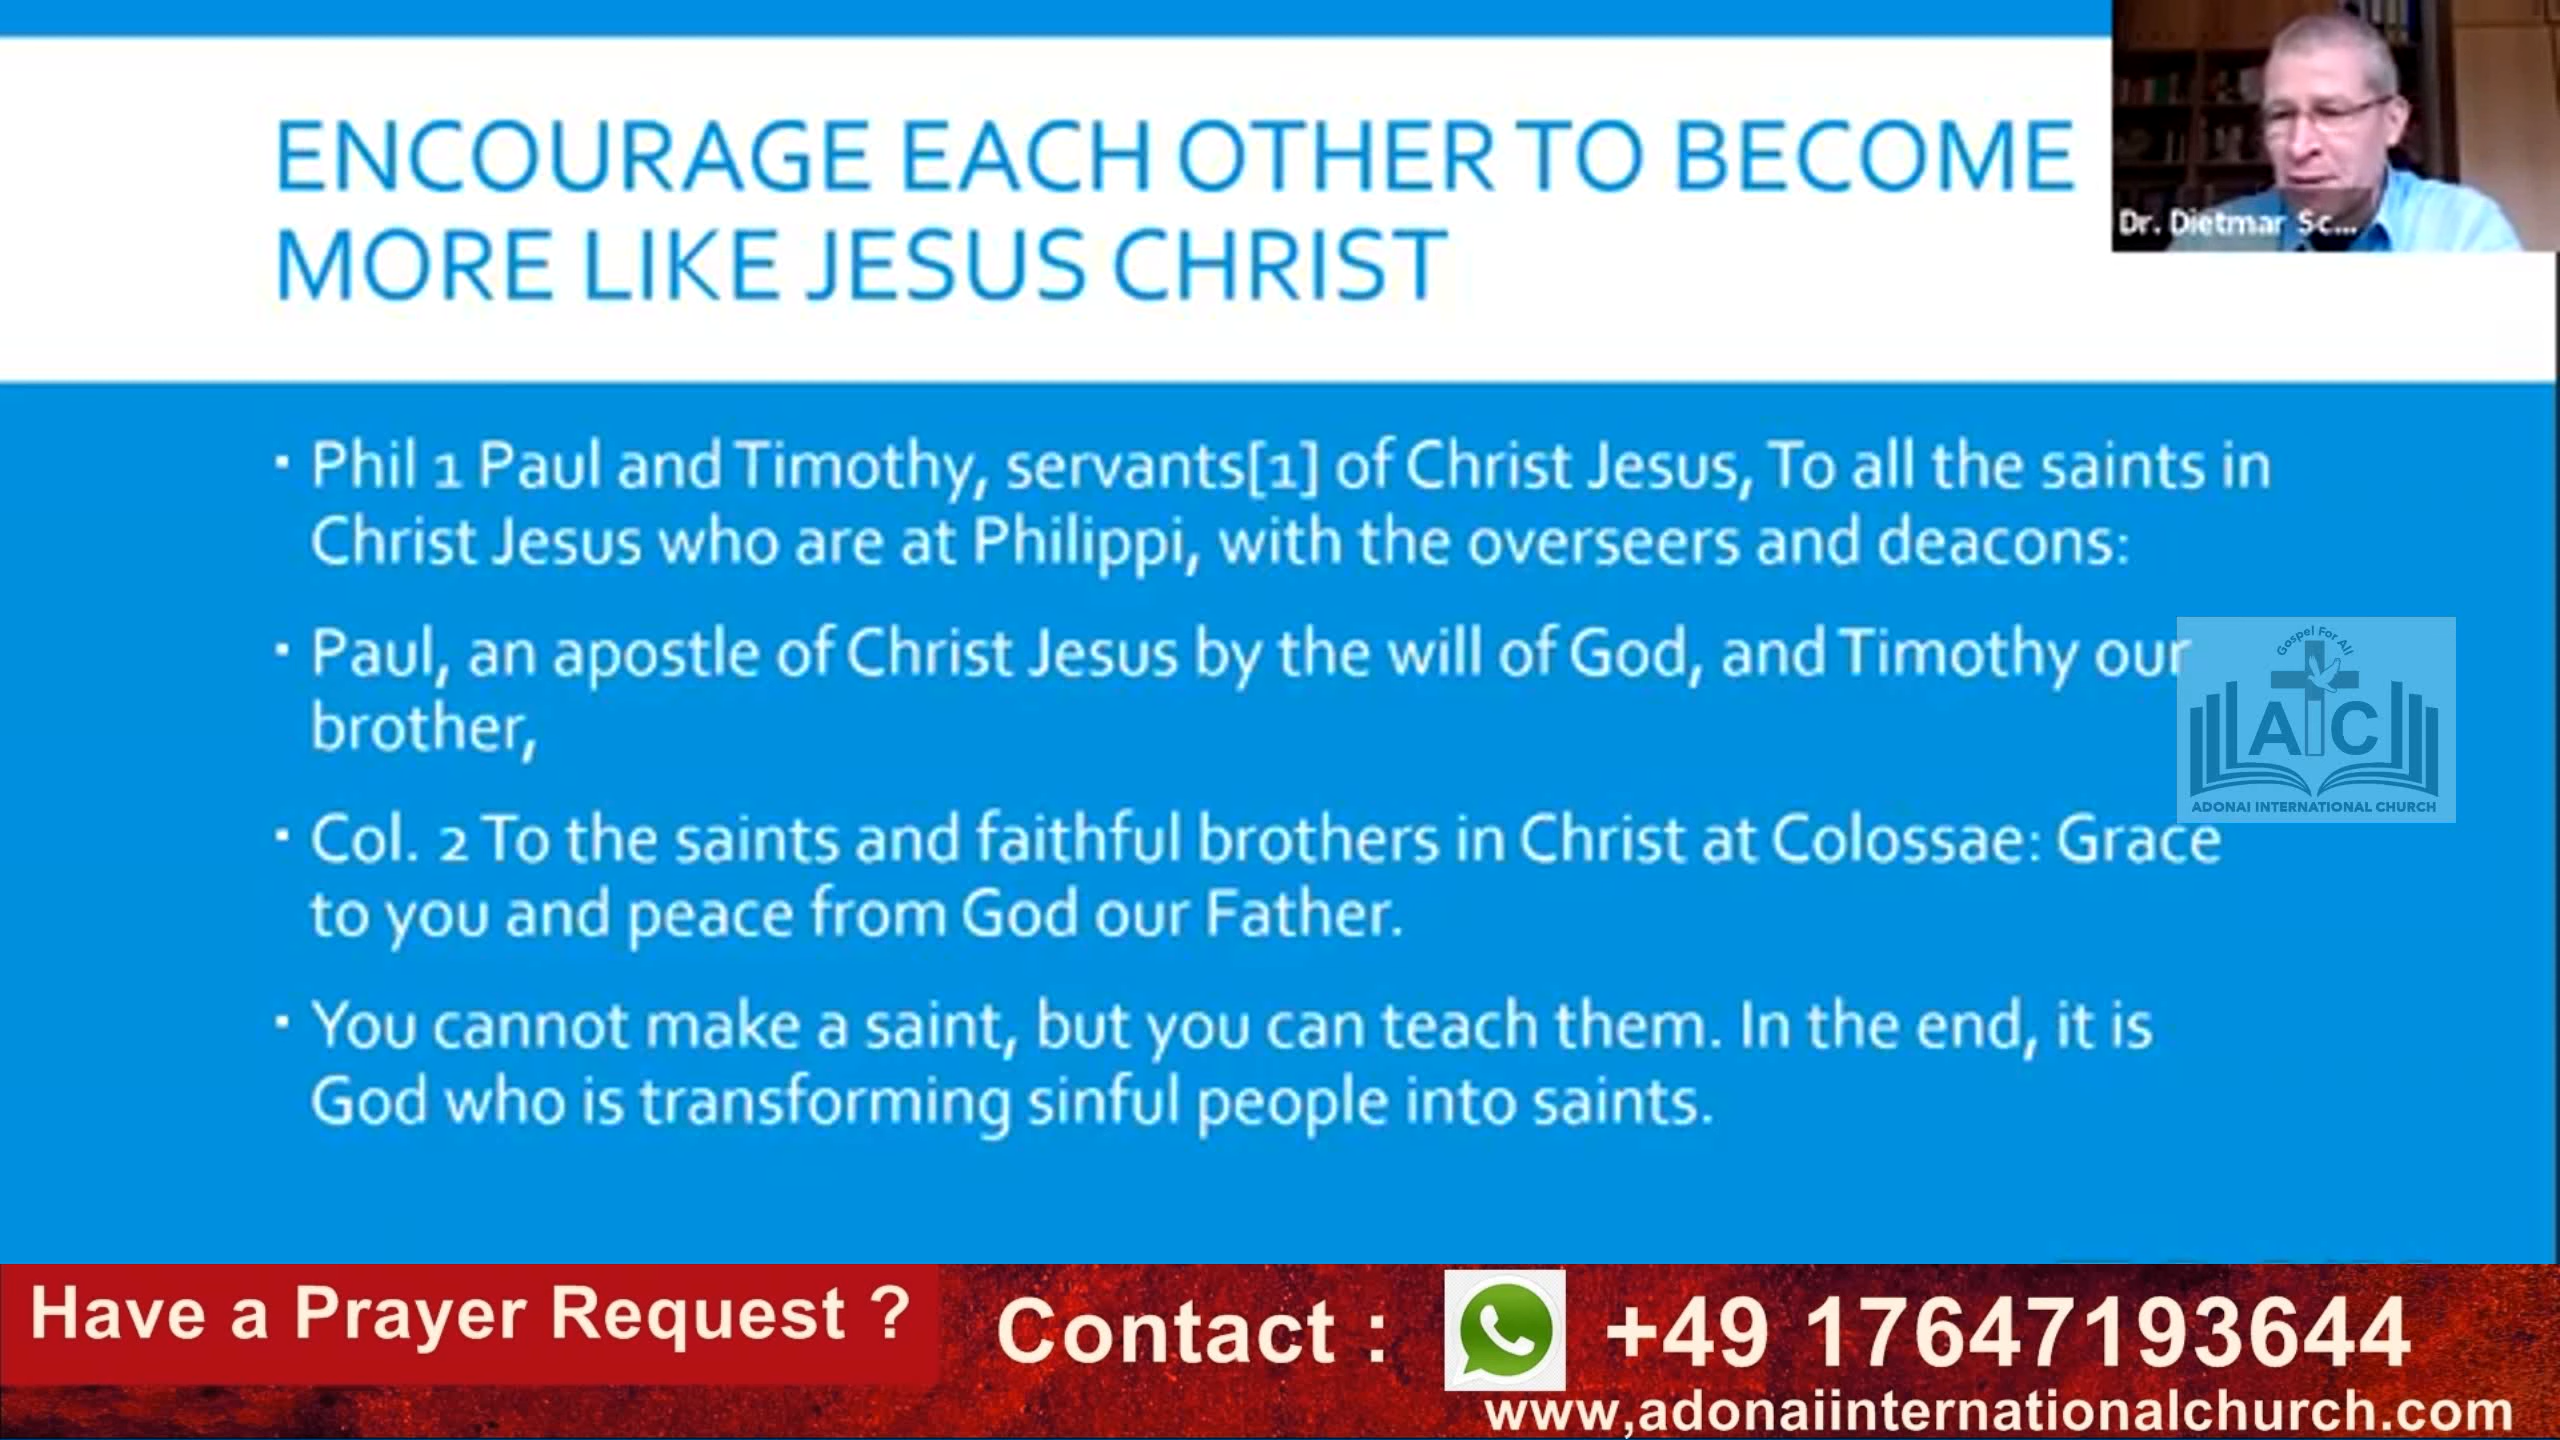 ENCOURAGE EACH OTHER TO BECOME
MORE LIKE JESUS CHRIST
Dr. Dietmar Sc...
▪ Phil 1 Paul and Timothy, servants[1] of Christ Jesus, To all the saints in
Christ Jesus who are at Philippi, with the overseers and deacons:
▪ Paul, an apostle of Christ Jesus by the will of God, and Timothy our
brother,
Gospel For All
AIC
ADONAI INTERNATIONAL CHURCH
▪ Col. 2 To the saints and faithful brothers in Christ at Colossae: Grace
to you and peace from God our Father.
▪ You cannot make a saint, but you can teach them. In the end, it is
God who is transforming sinful people into saints.
Have a Prayer Request ?
Contact : +49 17647193644
www,adonaiinternationalchurch.com